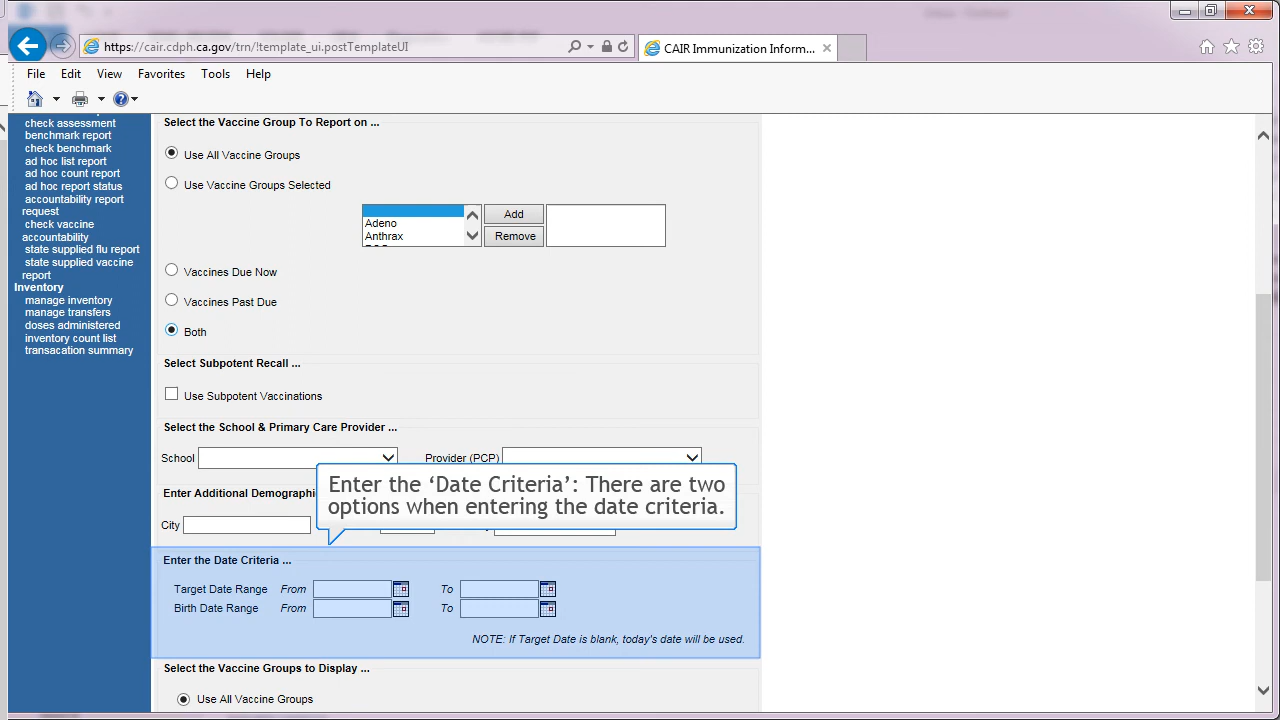 https://cair.cdph.ca.gov/trn/!template_ui.postTemplateUI
CAIR Immunization Inform...
File Edit View Favorites Tools Help
check assessment
benchmark report
check benchmark
ad hoc list report
ad hoc count report
ad hoc report status
accountability report
request
check vaccine
accountability
state supplied flu report
state supplied vaccine
report
Inventory
manage inventory
manage transfers
doses administered
inventory count list
transacation summary
Select the Vaccine Group To Report on ...
Use All Vaccine Groups
Use Vaccine Groups Selected
Add
Adeno
Anthrax
Remove
Vaccines Due Now
Vaccines Past Due
Both
Select Subpotent Recall ...
Use Subpotent Vaccinations
Select the School & Primary Care Provider ...
School Provider (PCP)
Enter the ‘Date Criteria’: There are two
options when entering the date criteria.
Enter Additional Demographi
City
Enter the Date Criteria ...
Target Date Range From To
Birth Date Range From To
NOTE: If Target Date is blank, today's date will be used.
Select the Vaccine Groups to Display ...
Use All Vaccine Groups